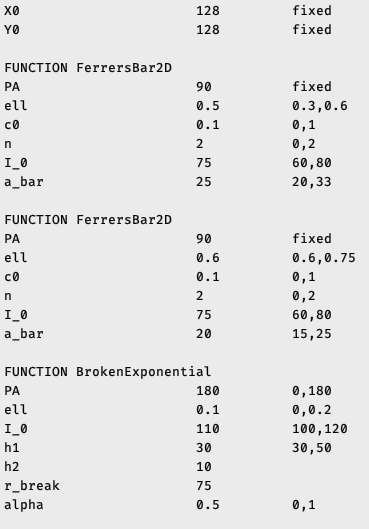 X0 128 fixed
Y0 128 fixed
FUNCTION FerrersBar2D
PA 90 fixed
ell 0.5 0.3,0.6
c0 0.1 0,1
n 2 0,2
I_0 75 60,80
a_bar 25 20,33
FUNCTION FerrersBar2D
PA 90 fixed
ell 0.6 0.6,0.75
c0 0.1 0,1
n 2 0,2
I_0 75 60,80
a_bar 20 15,25
FUNCTION BrokenExponential
PA 180 0,180
ell 0.1 0,0.2
I_0 110 100,120
h1 30 30,50
h2 10
r_break 75
alpha 0.5 0,1